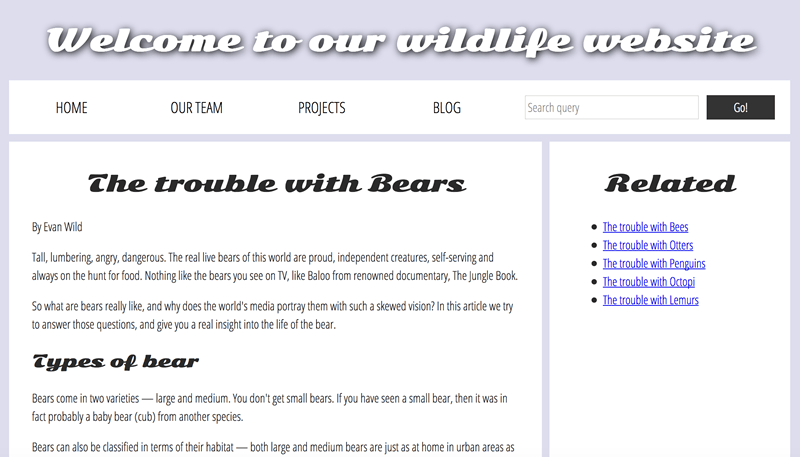 Welcome to our wildlife website
HOME
OUR TEAM
PROJECTS
BLOG
Search query
Go!
The trouble with Bears
By Evan Wild
Tall, lumbering, angry, dangerous. The real live bears of this world are proud, independent creatures, self-serving and
always on the hunt for food. Nothing like the bears you see on TV, like Baloo from renowned documentary, The Jungle Book.
So what are bears really like, and why does the world's media portray them with such a skewed vision? In this article we try
to answer those questions, and give you a real insight into the life of the bear.
Types of bear
Bears come in two varieties — large and medium. You don't get small bears. If you have seen a small bear, then it was in
fact probably a baby bear (cub) from another species.
Bears can also be classified in terms of their habitat — both large and medium bears are just as at home in urban areas as
Related
The trouble with Bees
The trouble with Otters
The trouble with Penguins
The trouble with Octopi
The trouble with Lemurs